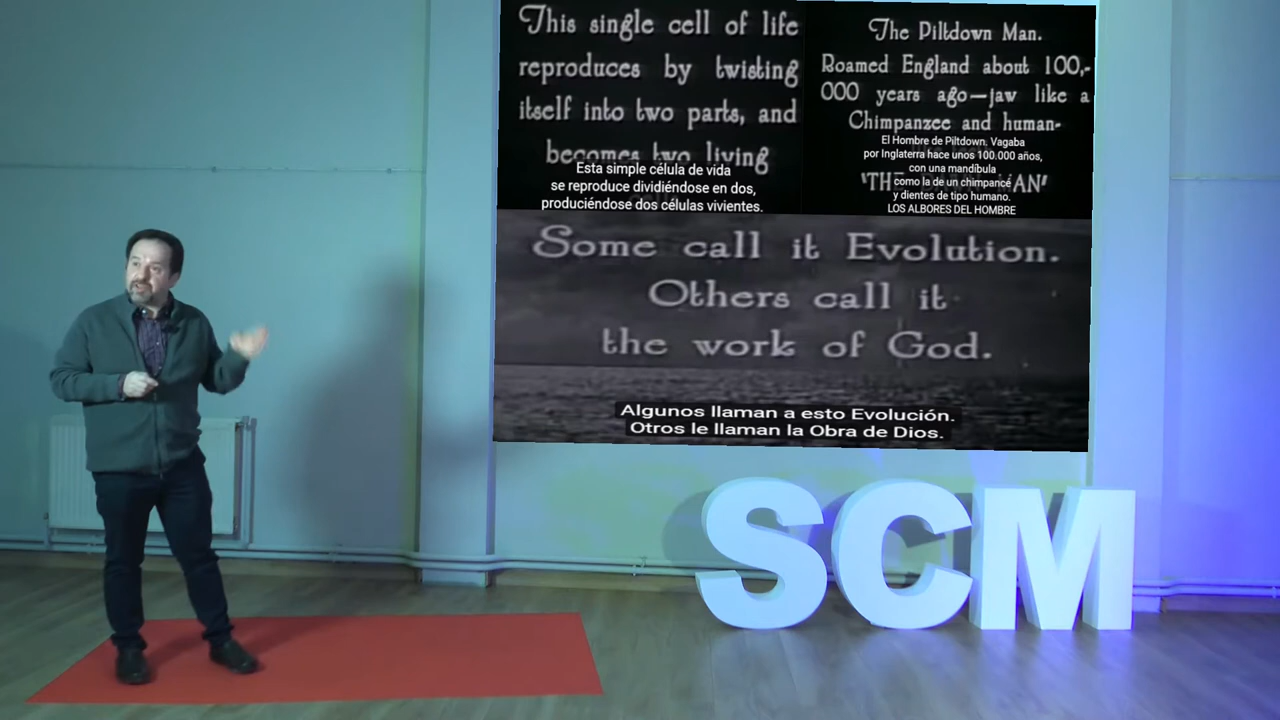 This single cell of life
reproduces by twisting
itself into two parts, and
becomes two living
Esta simple célula de vida
se reproduce dividiéndose en dos,
produciéndose dos células vivientes.
The Piltdown Man.
Roamed England about 100,-
000 years ago—jaw like a
Chimpanzee and human-
El Hombre de Piltdown. Vagaba
por Inglaterra hace unos 100.000 años,
con una mandíbula
como la de un chimpancé
y dientes de tipo humano.
LOS ALBORES DEL HOMBRE
Some call it Evolution.
Others call it
the work of God.
Algunos llaman a esto Evolución.
Otros le llaman la Obra de Dios.
SCM